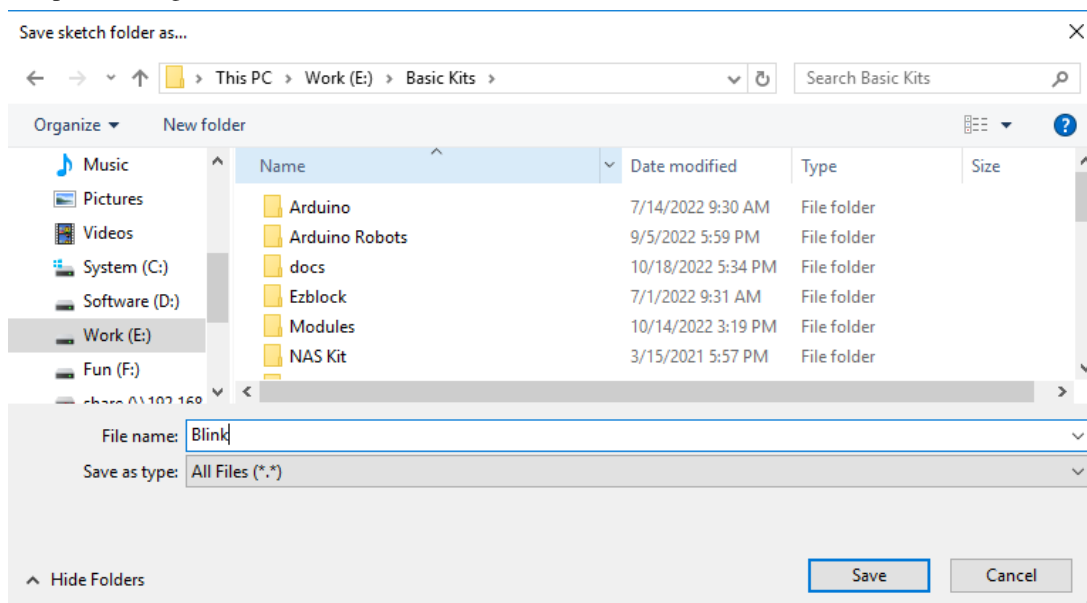 Save sketch folder as...
This PC > Work (E:) > Basic Kits >
Search Basic Kits
Organize
New folder
Name
Date modified
Type
Size
Music
Pictures
Videos
System (C:)
Software (D:)
Work (E:)
Fun (F:)
share (\\192.168
Arduino 7/14/2022 9:30 AM File folder
Arduino Robots 9/5/2022 5:59 PM File folder
docs 10/18/2022 5:34 PM File folder
Ezblock 7/1/2022 9:31 AM File folder
Modules 10/14/2022 3:19 PM File folder
NAS Kit 3/15/2021 5:57 PM File folder
File name: Blink
Save as type: All Files (*.*)
Hide Folders
Save
Cancel